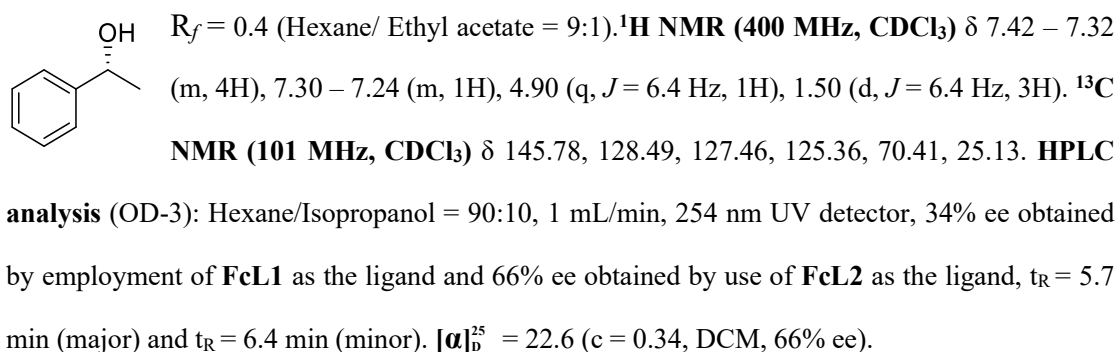 OH
R𝑓 = 0.4 (Hexane/ Ethyl acetate = 9:1).¹H NMR (400 MHz, CDCl₃) δ 7.42 – 7.32
(m, 4H), 7.30 – 7.24 (m, 1H), 4.90 (q, J = 6.4 Hz, 1H), 1.50 (d, J = 6.4 Hz, 3H). ¹³C
NMR (101 MHz, CDCl₃) δ 145.78, 128.49, 127.46, 125.36, 70.41, 25.13. HPLC
analysis (OD-3): Hexane/Isopropanol = 90:10, 1 mL/min, 254 nm UV detector, 34% ee obtained
by employment of FcL1 as the ligand and 66% ee obtained by use of FcL2 as the ligand, tR = 5.7
min (major) and tR = 6.4 min (minor). [α]²⁵D = 22.6 (c = 0.34, DCM, 66% ee).